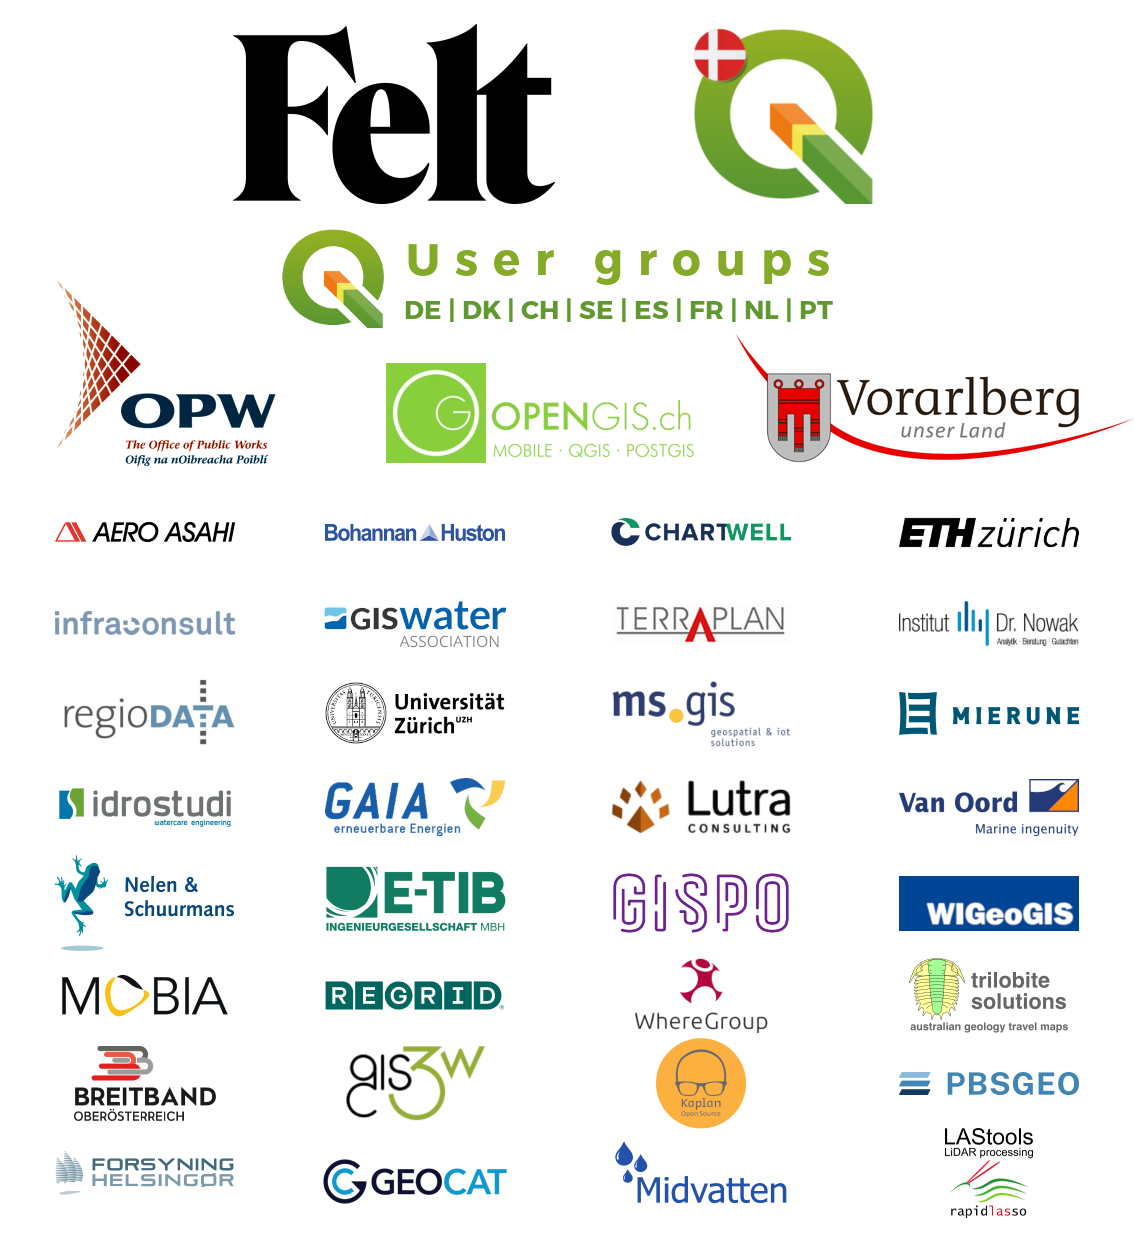 Felt
User groups
DE | DK | CH | SE | ES | FR | NL | PT
OPW
The Office of Public Works
Oifig na nOibreacha Poiblí
G
OPENGIS.ch
MOBILE · QGIS · POSTGIS
Vorarlberg
unser Land
AERO ASAHI
Bohannan Huston
CHARTWELL
ETH zürich
infraconsult
GISwater
ASSOCIATION
TERRAPLAN
Institut Dr. Nowak
Analytik · Beratung · Gutachten
regioDATA
UNIVERSITAS TURICENSIS
Universität
Zürich UZH
ms.gis
geospatial & iot
solutions
MIERUNE
idrostudi
watercare engineering
GAIA
erneuerbare Energien
Lutra
CONSULTING
Van Oord
Marine ingenuity
Nelen &
Schuurmans
E-TIB
INGENIEURGESELLSCHAFT MBH
GISPO
WIGeoGIS
MOBIA
REGRID®
WhereGroup
trilobite
solutions
australian geology travel maps
BREITBAND
OBERÖSTERREICH
gis3w
Kaplan
Open Source
PBSGEO
FORSYNING
HELSINGØR
GEOCAT
Midvatten
LAStools
LiDAR processing
rapidlasso